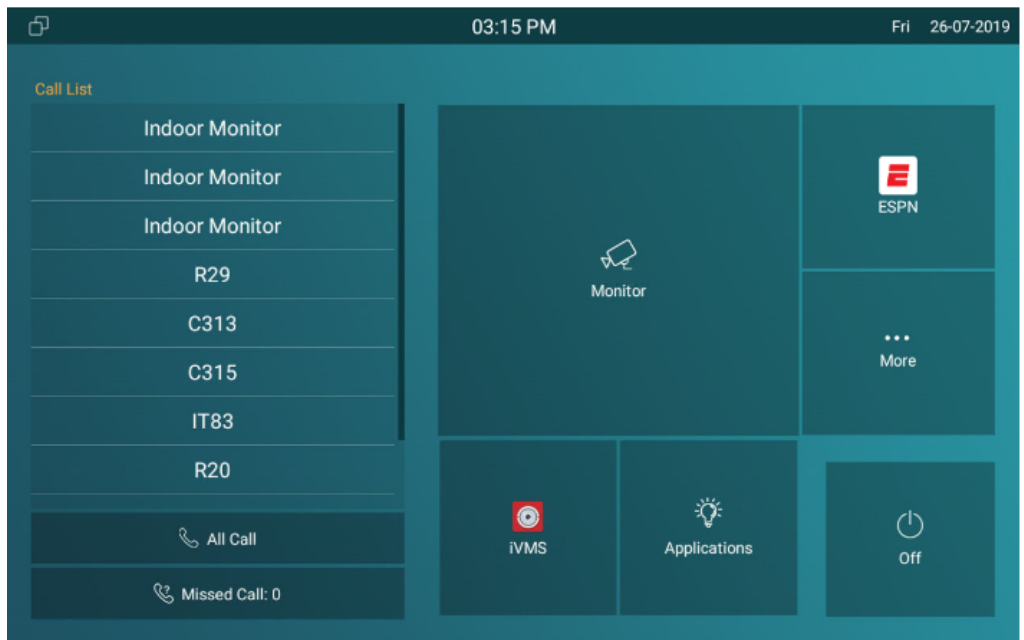 03:15 PM
Fri 26-07-2019
Call List
Indoor Monitor
Indoor Monitor
Indoor Monitor
R29
C313
C315
IT83
R20
All Call
Missed Call: 0
Monitor
ESPN
More
iVMS
Applications
Off